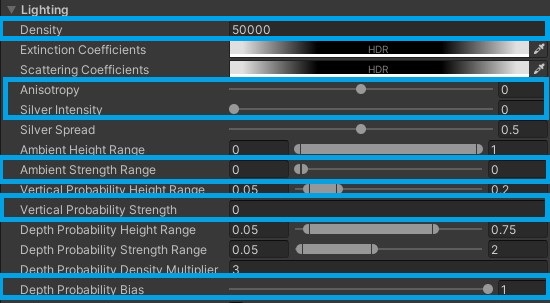 Lighting
Density 50000
Extinction Coefficients HDR
Scattering Coefficients HDR
Anisotropy 0
Silver Intensity 0
Silver Spread 0.5
Ambient Height Range 0 1
Ambient Strength Range 0 0
Vertical Probability Height Range 0.05 0.2
Vertical Probability Strength 0
Depth Probability Height Range 0.05 0.75
Depth Probability Strength Range 0.05 2
Depth Probability Density Multiplier 3
Depth Probability Bias 1